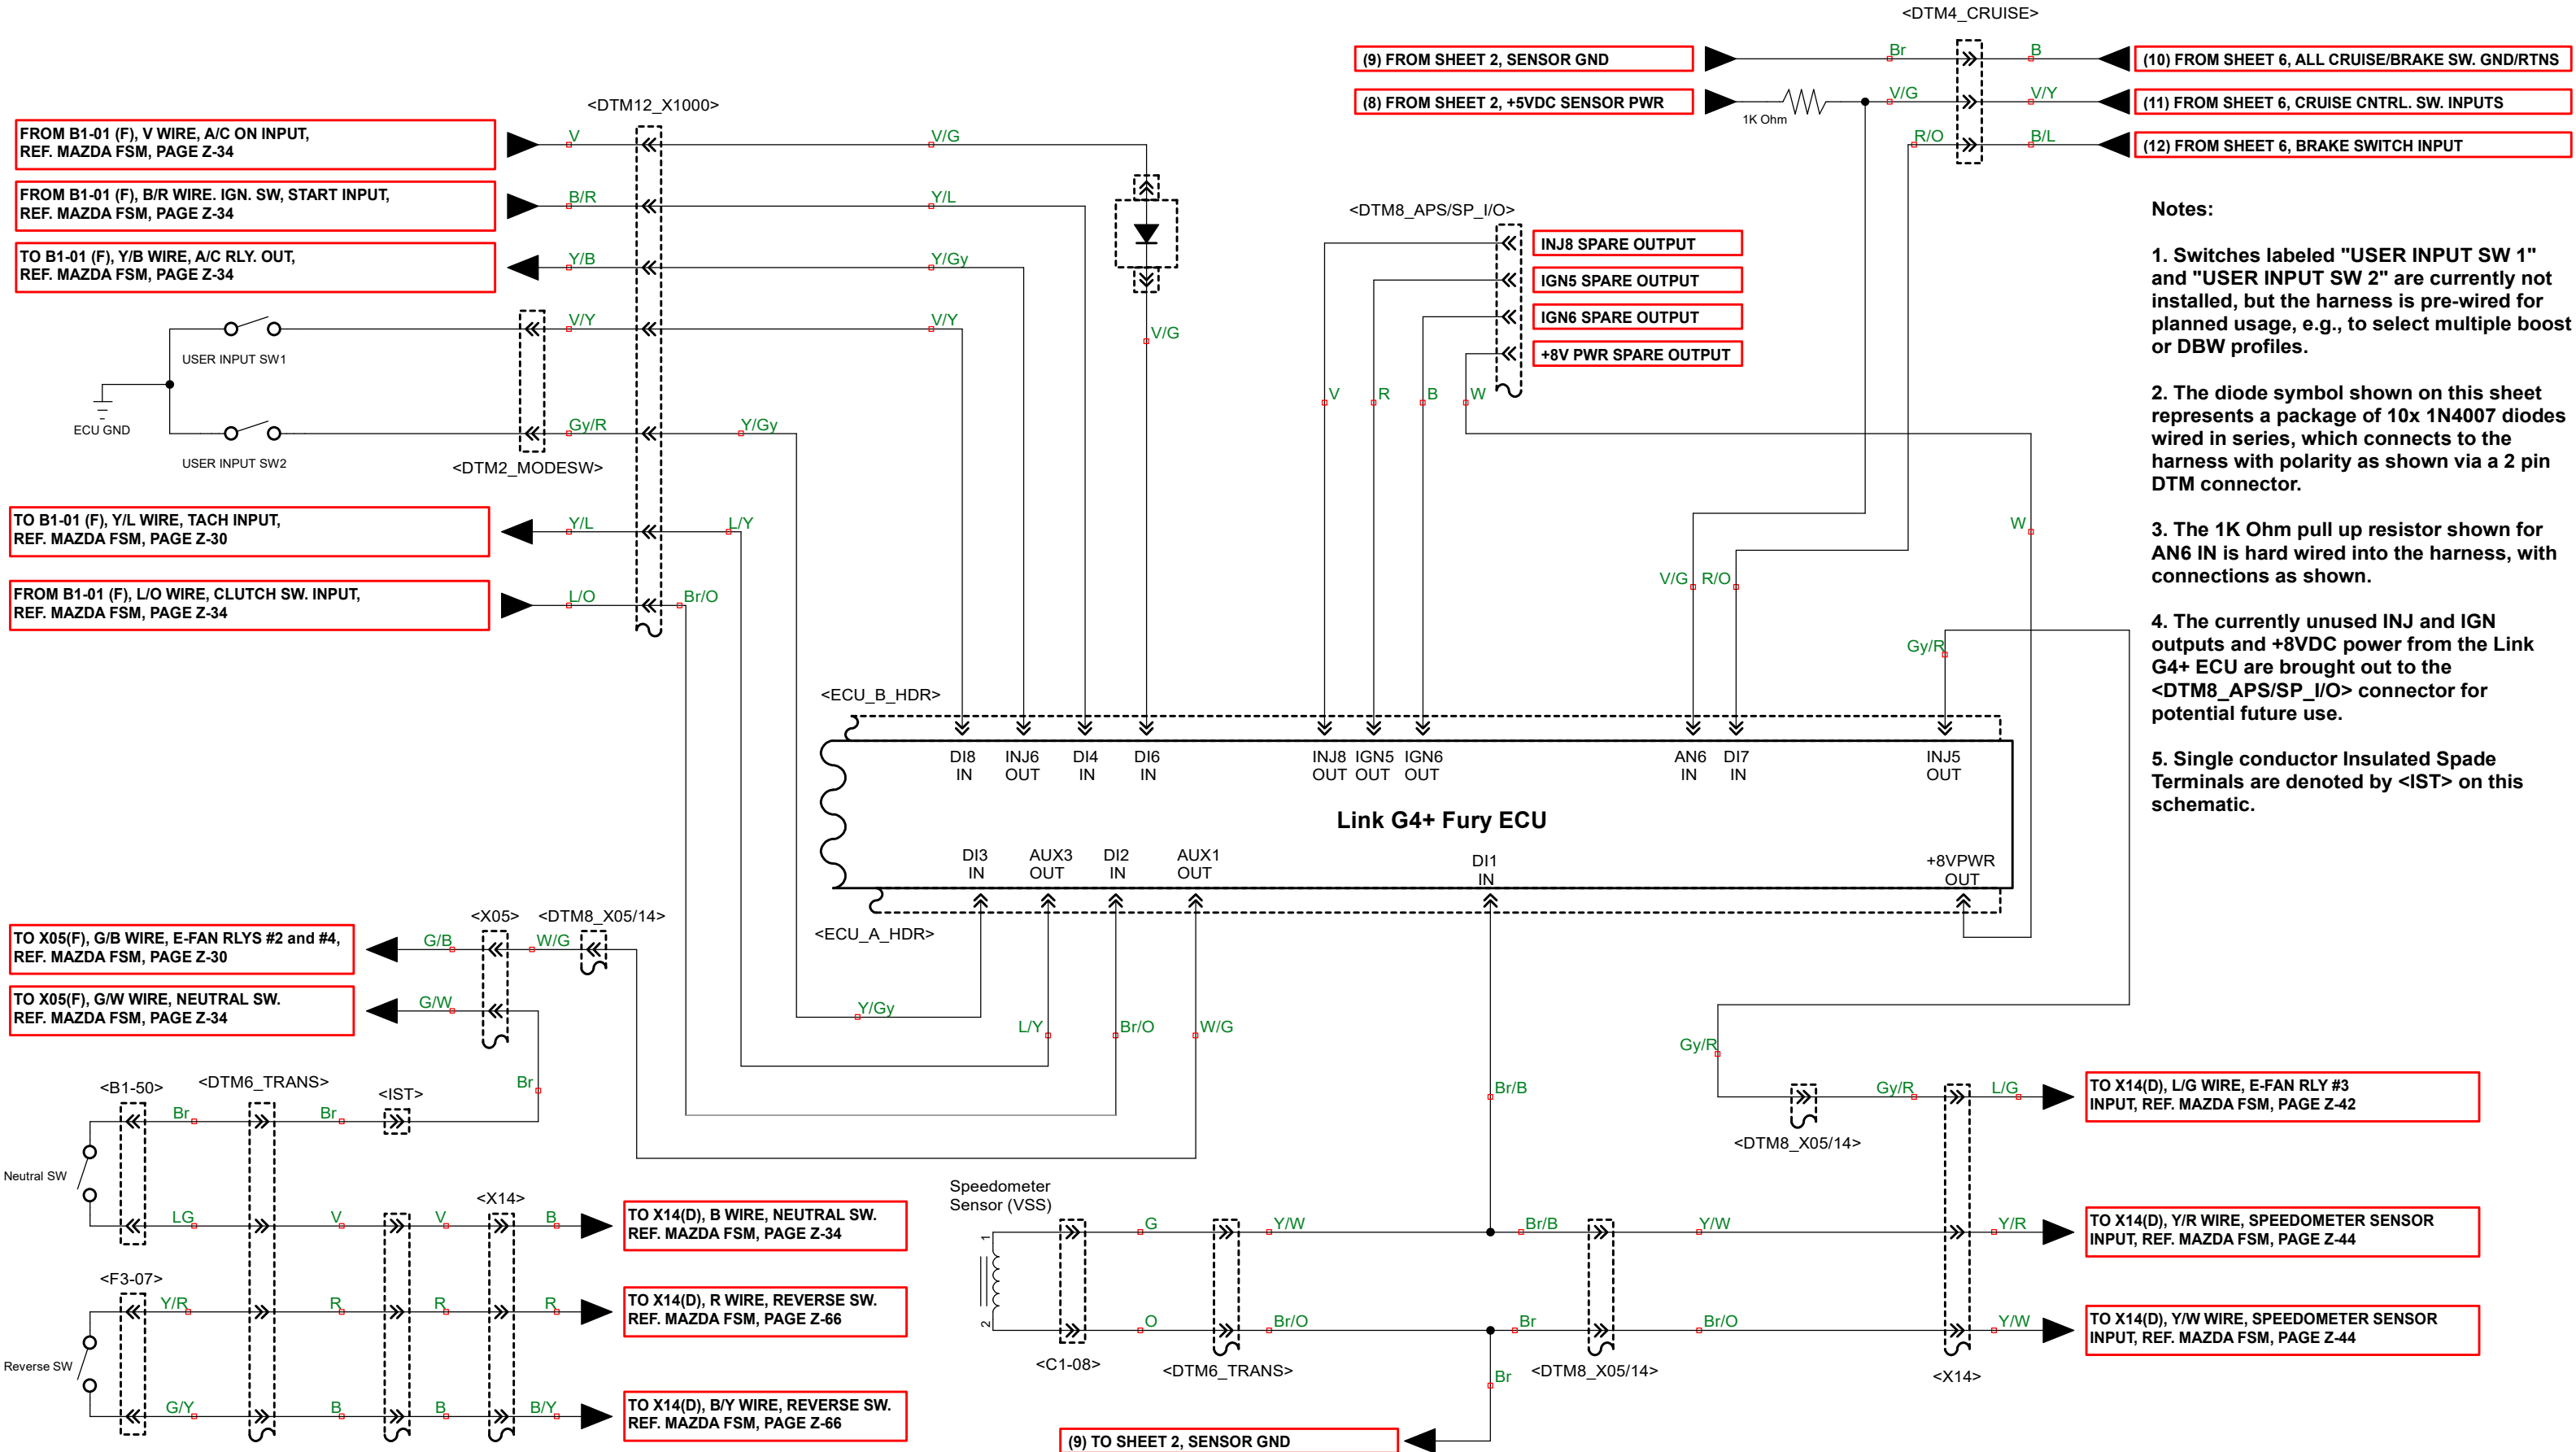 <DTM4_CRUISE>
(9) FROM SHEET 2, SENSOR GND
Br
B
(10) FROM SHEET 6, ALL CRUISE/BRAKE SW. GND/RTNS
(8) FROM SHEET 2, +5VDC SENSOR PWR
1K Ohm
V/G
V/Y
(11) FROM SHEET 6, CRUISE CNTRL. SW. INPUTS
R/O
B/L
(12) FROM SHEET 6, BRAKE SWITCH INPUT
<DTM12_X1000>
FROM B1-01 (F), V WIRE, A/C ON INPUT,
REF. MAZDA FSM, PAGE Z-34
V
V/G
FROM B1-01 (F), B/R WIRE. IGN. SW, START INPUT,
REF. MAZDA FSM, PAGE Z-34
B/R
Y/L
TO B1-01 (F), Y/B WIRE, A/C RLY. OUT,
REF. MAZDA FSM, PAGE Z-34
Y/B
Y/Gy
V/Y
V/Y
V/G
USER INPUT SW1
ECU GND
Gy/R
Y/Gy
USER INPUT SW2
<DTM2_MODESW>
TO B1-01 (F), Y/L WIRE, TACH INPUT,
REF. MAZDA FSM, PAGE Z-30
Y/L
L/Y
FROM B1-01 (F), L/O WIRE, CLUTCH SW. INPUT,
REF. MAZDA FSM, PAGE Z-34
L/O
Br/O
<DTM8_APS/SP_I/O>
INJ8 SPARE OUTPUT
IGN5 SPARE OUTPUT
IGN6 SPARE OUTPUT
+8V PWR SPARE OUTPUT
V
R
B
W
W
V/G
R/O
Gy/R
Notes:
1. Switches labeled "USER INPUT SW 1"
and "USER INPUT SW 2" are currently not
installed, but the harness is pre-wired for
planned usage, e.g., to select multiple boost
or DBW profiles.
2. The diode symbol shown on this sheet
represents a package of 10x 1N4007 diodes
wired in series, which connects to the
harness with polarity as shown via a 2 pin
DTM connector.
3. The 1K Ohm pull up resistor shown for
AN6 IN is hard wired into the harness, with
connections as shown.
4. The currently unused INJ and IGN
outputs and +8VDC power from the Link
G4+ ECU are brought out to the
<DTM8_APS/SP_I/O> connector for
potential future use.
5. Single conductor Insulated Spade
Terminals are denoted by <IST> on this
schematic.
<ECU_B_HDR>
DI8
IN
INJ6
OUT
DI4
IN
DI6
IN
INJ8
OUT
IGN5
OUT
IGN6
OUT
AN6
IN
DI7
IN
INJ5
OUT
Link G4+ Fury ECU
DI3
IN
AUX3
OUT
DI2
IN
AUX1
OUT
DI1
IN
+8VPWR
OUT
<ECU_A_HDR>
<X05>
<DTM8_X05/14>
TO X05(F), G/B WIRE, E-FAN RLYS #2 and #4,
REF. MAZDA FSM, PAGE Z-30
G/B
W/G
TO X05(F), G/W WIRE, NEUTRAL SW.
REF. MAZDA FSM, PAGE Z-34
G/W
Y/Gy
L/Y
Br/O
W/G
Br/B
Gy/R
<B1-50>
<DTM6_TRANS>
<IST>
Br
Br
Br
Neutral SW
LG
V
V
<X14>
B
TO X14(D), B WIRE, NEUTRAL SW.
REF. MAZDA FSM, PAGE Z-34
<F3-07>
Y/R
R
R
R
TO X14(D), R WIRE, REVERSE SW.
REF. MAZDA FSM, PAGE Z-66
Reverse SW
G/Y
B
B
B/Y
TO X14(D), B/Y WIRE, REVERSE SW.
REF. MAZDA FSM, PAGE Z-66
Gy/R
L/G
TO X14(D), L/G WIRE, E-FAN RLY #3
INPUT, REF. MAZDA FSM, PAGE Z-42
<DTM8_X05/14>
Speedometer
Sensor (VSS)
1
G
Y/W
Br/B
Y/W
Y/R
TO X14(D), Y/R WIRE, SPEEDOMETER SENSOR
INPUT, REF. MAZDA FSM, PAGE Z-44
2
O
Br/O
Br
Br/O
Y/W
TO X14(D), Y/W WIRE, SPEEDOMETER SENSOR
INPUT, REF. MAZDA FSM, PAGE Z-44
<C1-08>
<DTM6_TRANS>
Br
<DTM8_X05/14>
<X14>
(9) TO SHEET 2, SENSOR GND